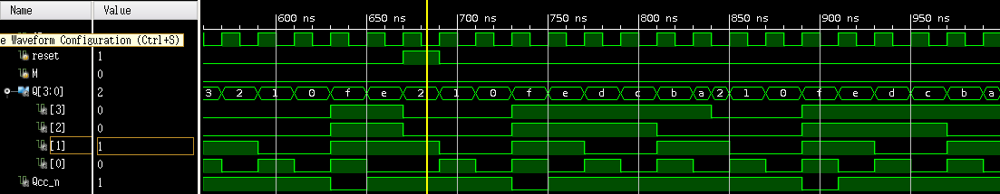 Name Value 600 ns 650 ns 700 ns 750 ns 800 ns 850 ns 900 ns 950 ns
e Waveform Configuration (Ctrl+S)
reset 1
M 0
Q[3:0] 2 3 2 1 0 f e 2 1 0 f e d c b a 2 1 0 f e d c b a
[3] 0
[2] 0
[1] 1
[0] 0
Qcc_n 1